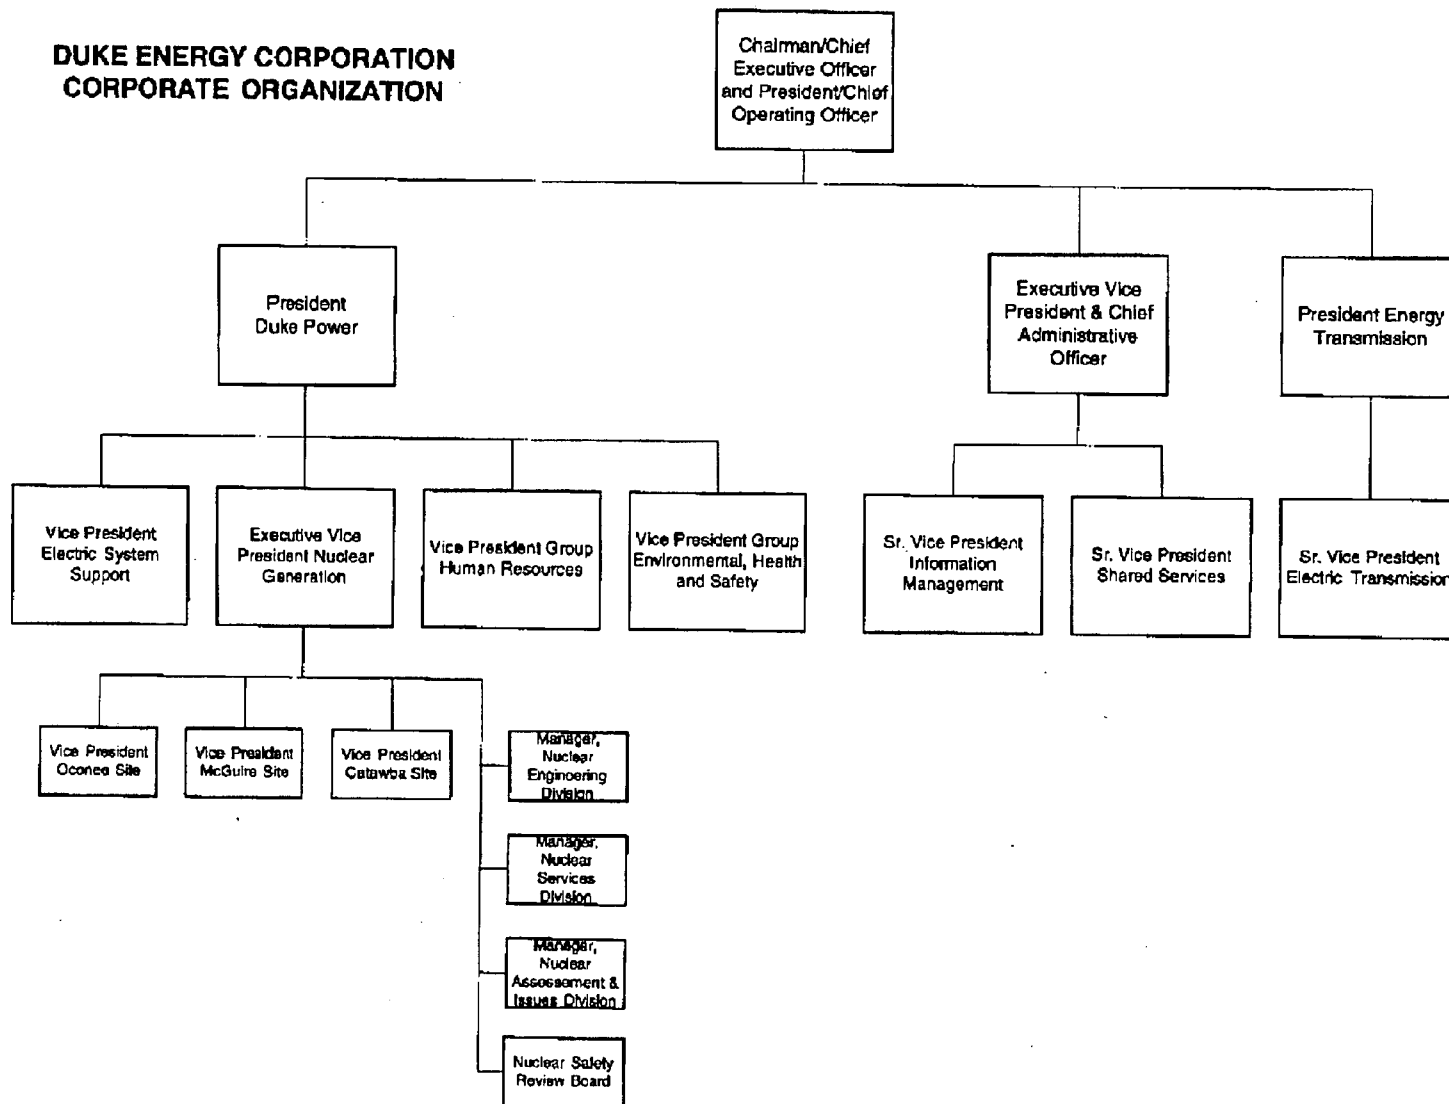 DUKE ENERGY CORPORATION
CORPORATE ORGANIZATION
Chairman/Chief
Executive Officer
and President/Chief
Operating Officer
President
Duke Power
Executive Vice
President & Chief
Administrative
Officer
President Energy
Transmission
Vice President
Electric System
Support
Executive Vice
President Nuclear
Generation
Vice President Group
Human Resources
Vice President Group
Environmental, Health
and Safety
Sr. Vice President
Information
Management
Sr. Vice President
Shared Services
Sr. Vice President
Electric Transmission
Vice President
Oconee Site
Vice President
McGuire Site
Vice President
Catawba Site
Manager,
Nuclear
Engineering
Division
Manager,
Nuclear
Services
Division
Manager,
Nuclear
Assessment &
Issues Division
Nuclear Safety
Review Board